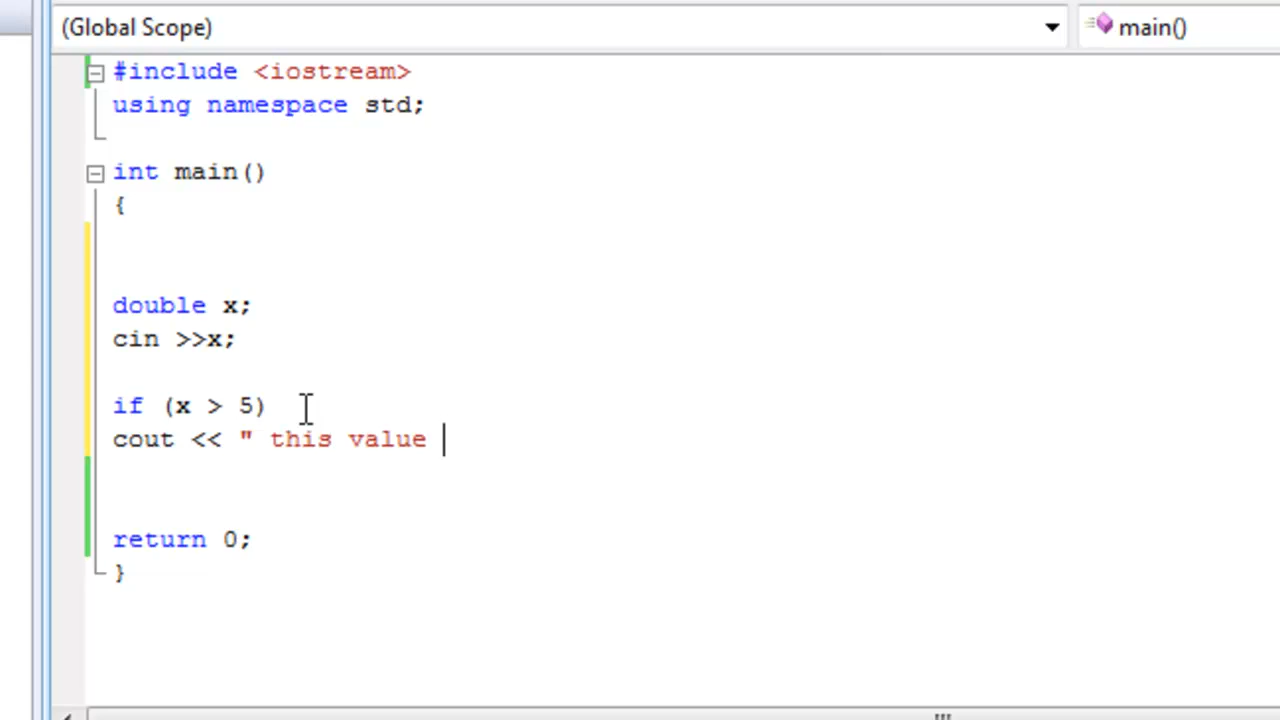 (Global Scope) main()
#include <iostream>
using namespace std;
int main()
{
double x;
cin >>x;
if (x > 5)
cout << " this value
return 0;
}